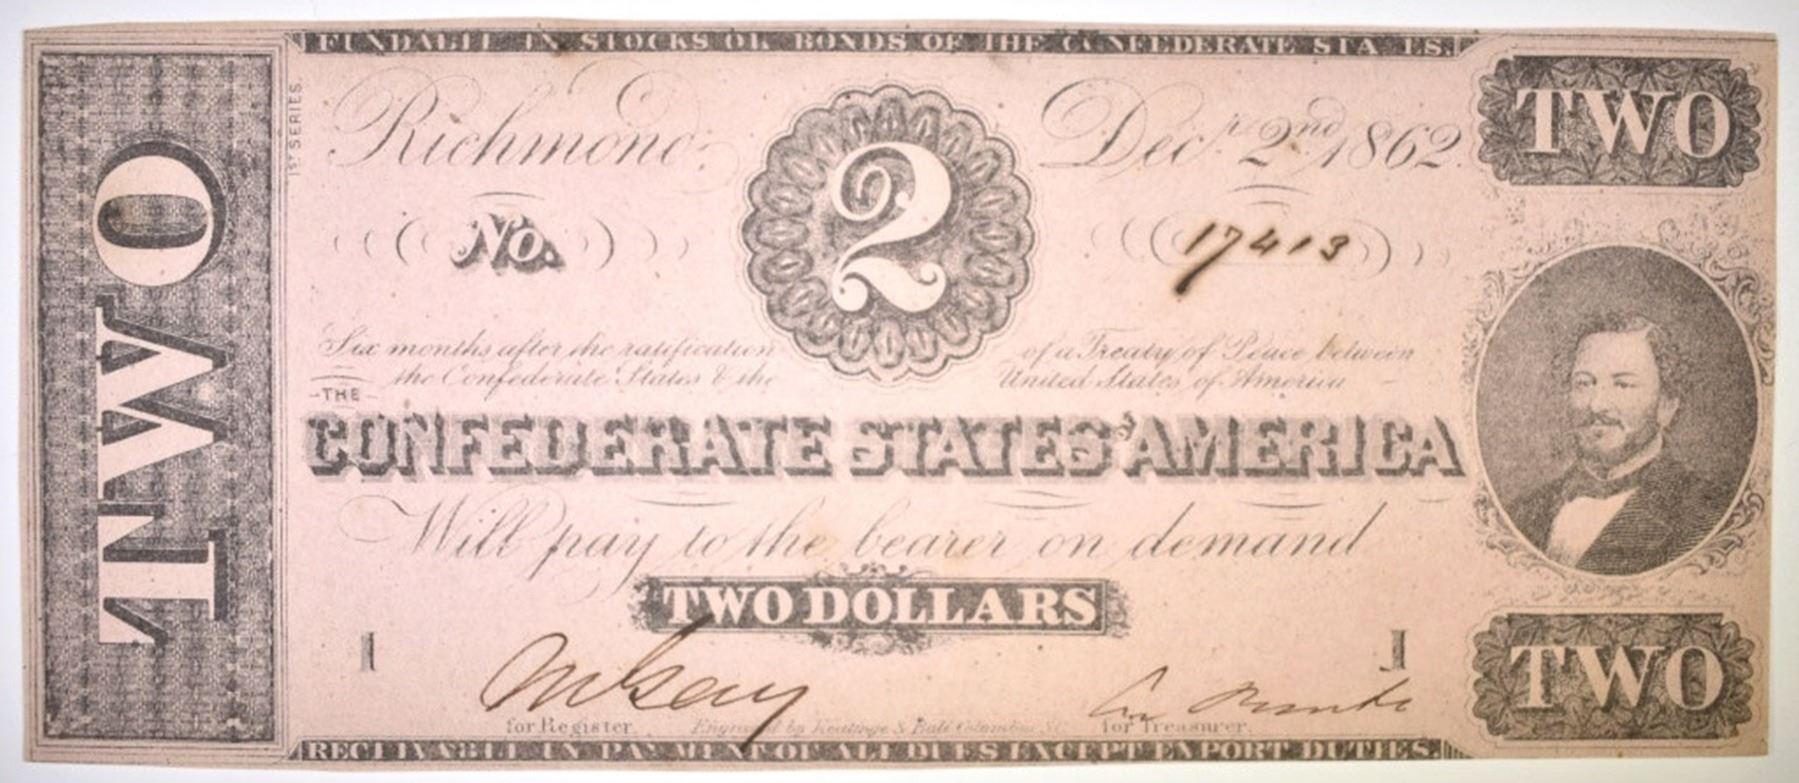 FUNDABLE IN STOCKS OR BONDS OF THE CONFEDERATE STATES.
1ST SERIES.
TWO
Richmond
2
Decr 2nd 1862.
TWO
No.
17413
Six months after the ratification of a Treaty of Peace between
the Confederate States & the United States of America
THE
CONFEDERATE STATES OF AMERICA
Will pay to the bearer on demand
TWO DOLLARS
1
1
TWO
for Register.
Engraved by Keatinge & Ball Columbia S.C.
for Treasurer.
RECEIVABLE IN PAYMENT OF ALL DUES EXCEPT EXPORT DUTIES.